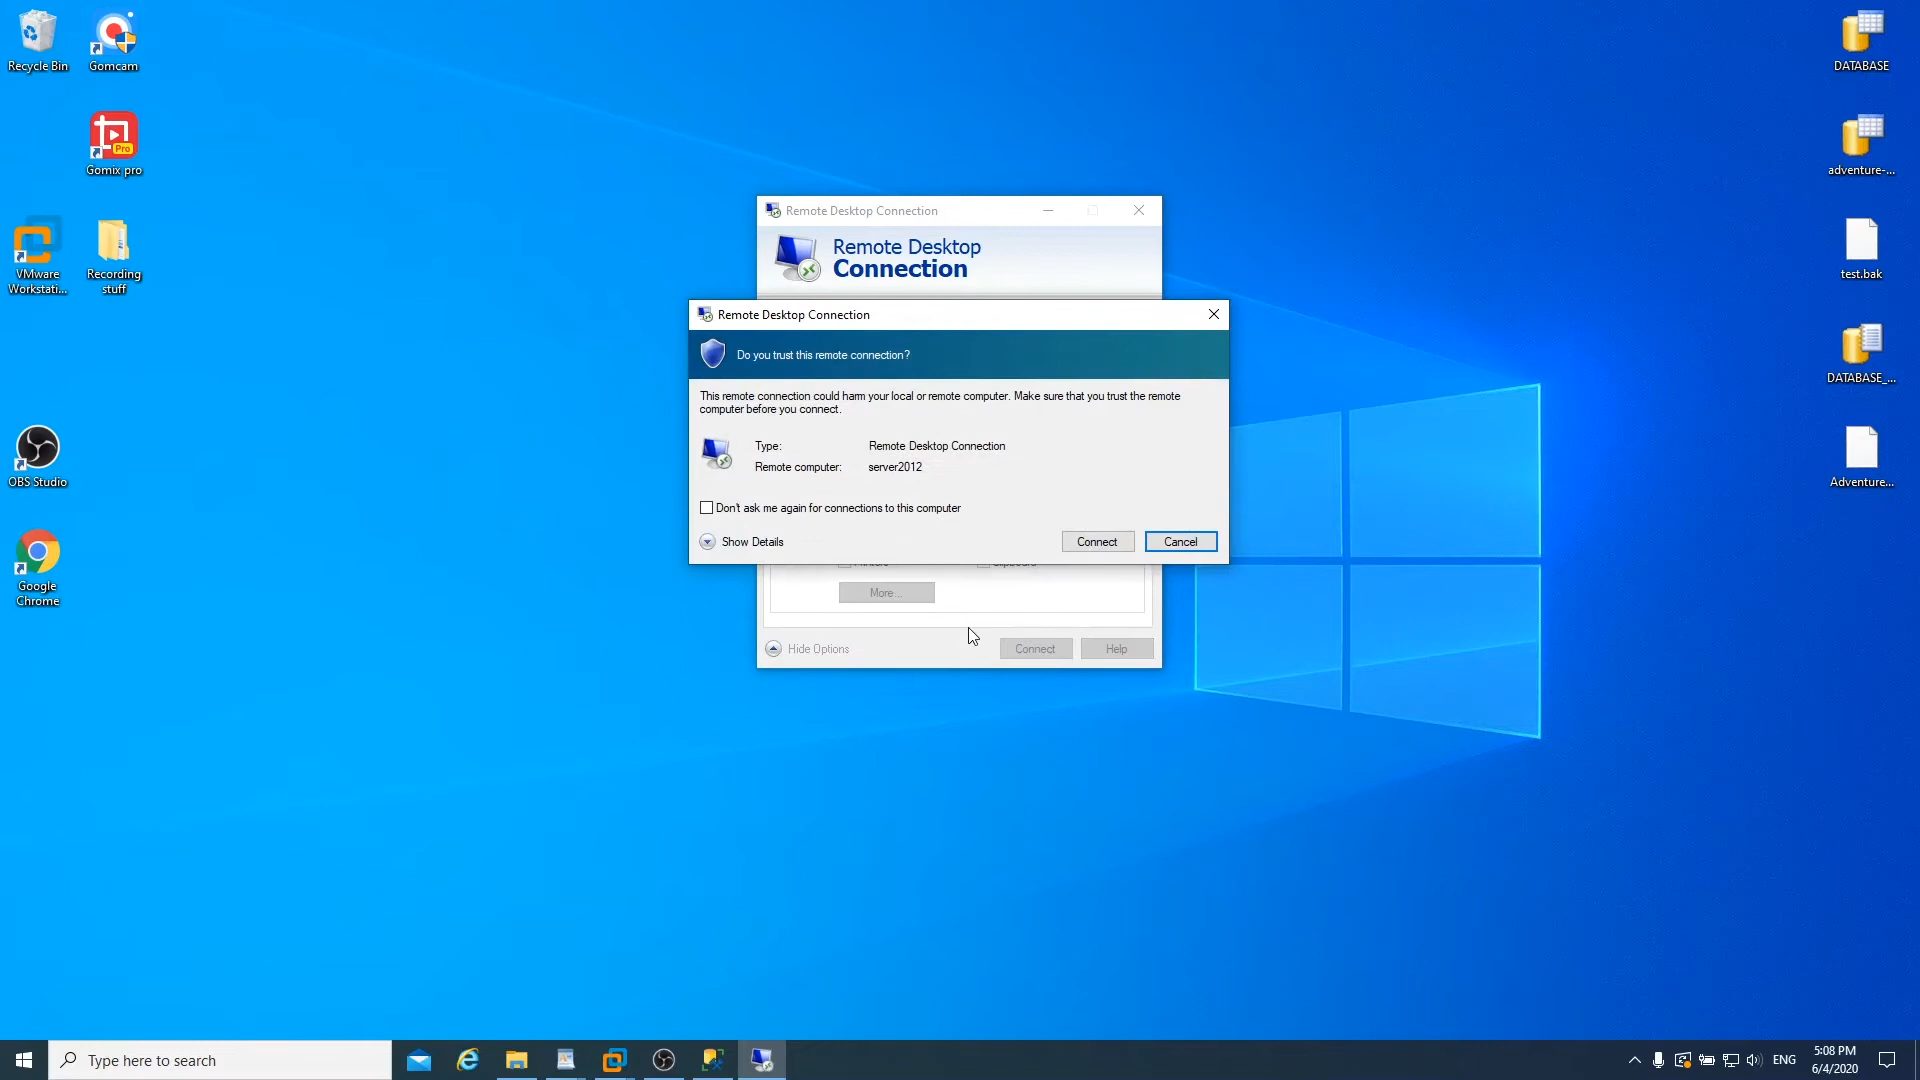 Recycle Bin
Gomcam
Pro
Gomix pro
VMware
Workstati...
Recording
stuff
OBS Studio
Google
Chrome
DATABASE
adventure-...
test.bak
DATABASE_...
Adventure...
Remote Desktop Connection
Remote Desktop
Connection
Remote Desktop Connection
Do you trust this remote connection?
This remote connection could harm your local or remote computer. Make sure that you trust the remote
computer before you connect.
Type: Remote Desktop Connection
Remote computer: server2012
Don't ask me again for connections to this computer
Show Details
Connect
Cancel
More...
Hide Options
Connect
Help
Type here to search
ENG
5:08 PM
6/4/2020